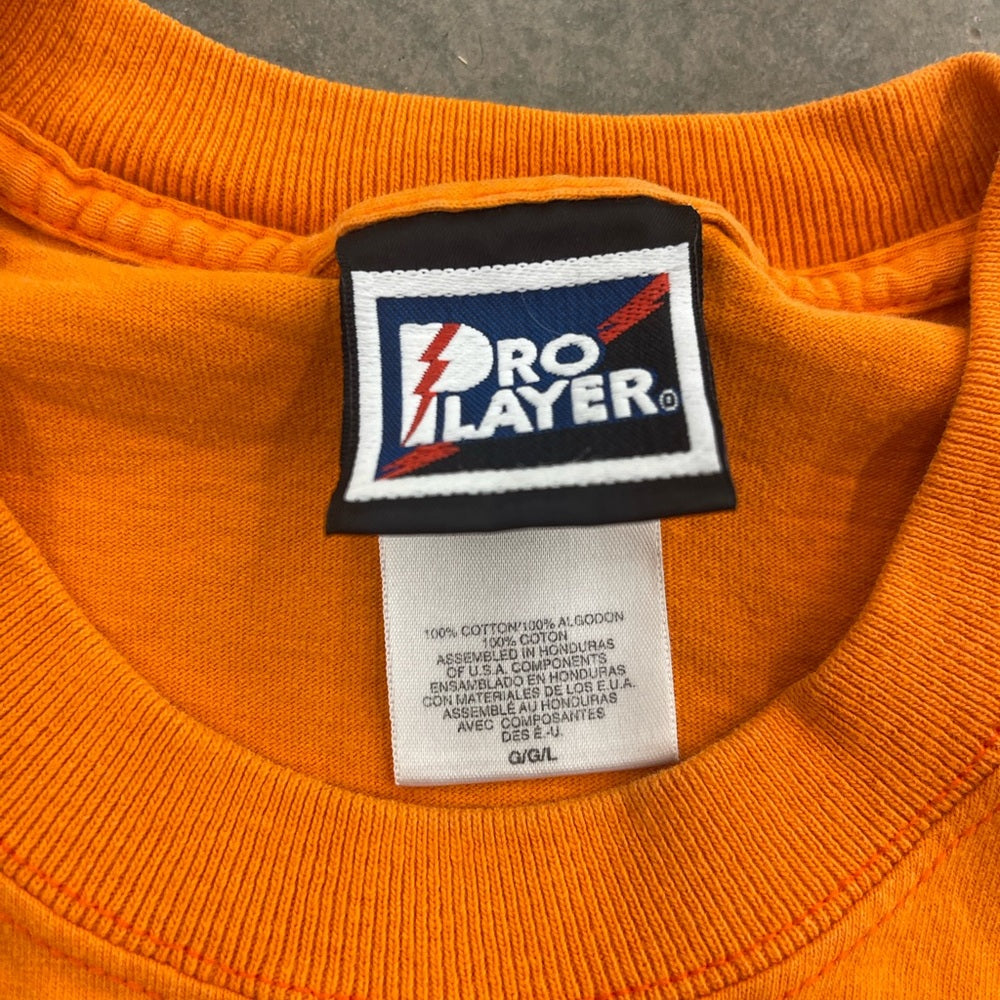 PRO
PLAYER®
100% COTTON/100% ALGODON
100% COTON
ASSEMBLED IN HONDURAS
OF U.S.A. COMPONENTS
ENSAMBLADO EN HONDURAS
CON MATERIALES DE LOS E.U.A.
ASSEMBLÉ AU HONDURAS
AVEC COMPOSANTES
DES É.-U.
G/G/L